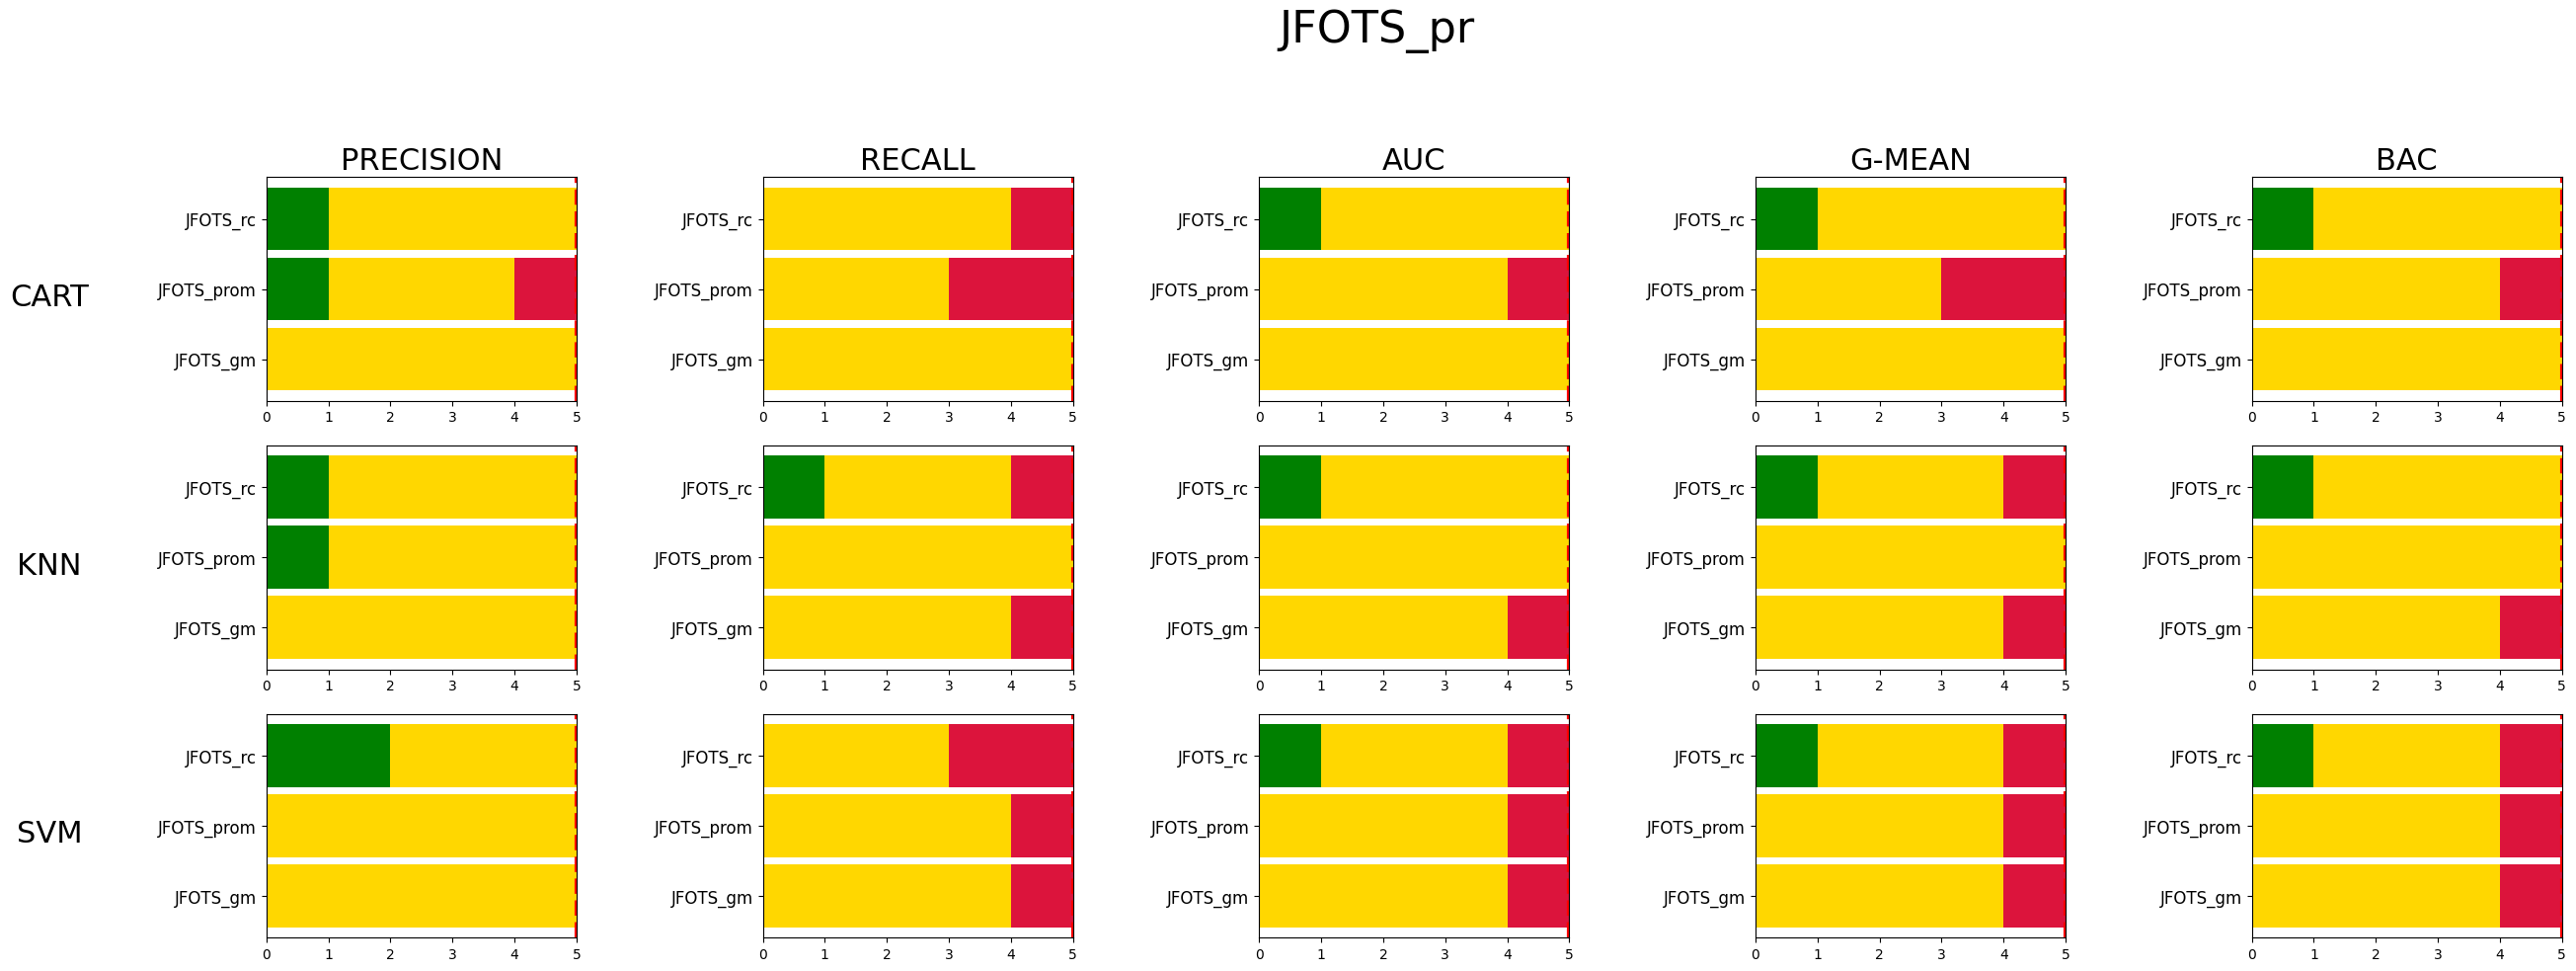 JFOTS_pr
PRECISION RECALL AUC G-MEAN BAC
CART
JFOTS_rc JFOTS_rc JFOTS_rc JFOTS_rc JFOTS_rc
JFOTS_prom JFOTS_prom JFOTS_prom JFOTS_prom JFOTS_prom
JFOTS_gm JFOTS_gm JFOTS_gm JFOTS_gm JFOTS_gm
0 1 2 3 4 5 0 1 2 3 4 5 0 1 2 3 4 5 0 1 2 3 4 5 0 1 2 3 4 5
KNN
JFOTS_rc JFOTS_rc JFOTS_rc JFOTS_rc JFOTS_rc
JFOTS_prom JFOTS_prom JFOTS_prom JFOTS_prom JFOTS_prom
JFOTS_gm JFOTS_gm JFOTS_gm JFOTS_gm JFOTS_gm
0 1 2 3 4 5 0 1 2 3 4 5 0 1 2 3 4 5 0 1 2 3 4 5 0 1 2 3 4 5
SVM
JFOTS_rc JFOTS_rc JFOTS_rc JFOTS_rc JFOTS_rc
JFOTS_prom JFOTS_prom JFOTS_prom JFOTS_prom JFOTS_prom
JFOTS_gm JFOTS_gm JFOTS_gm JFOTS_gm JFOTS_gm
0 1 2 3 4 5 0 1 2 3 4 5 0 1 2 3 4 5 0 1 2 3 4 5 0 1 2 3 4 5